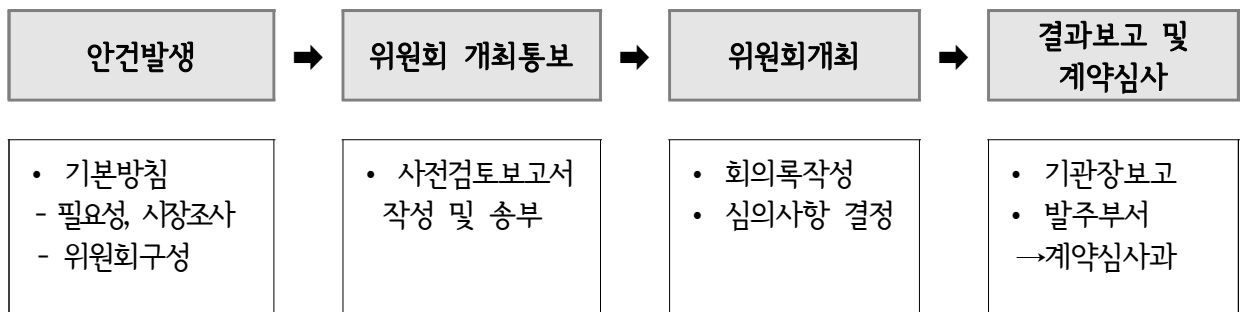 안건발생 ➡ 위원회 개최통보 ➡ 위원회개최 ➡ 결과보고 및
계약심사
• 기본방침
- 필요성, 시장조사
- 위원회구성
• 사전검토보고서
작성 및 송부
• 회의록작성
• 심의사항 결정
• 기관장보고
• 발주부서
→계약심사과